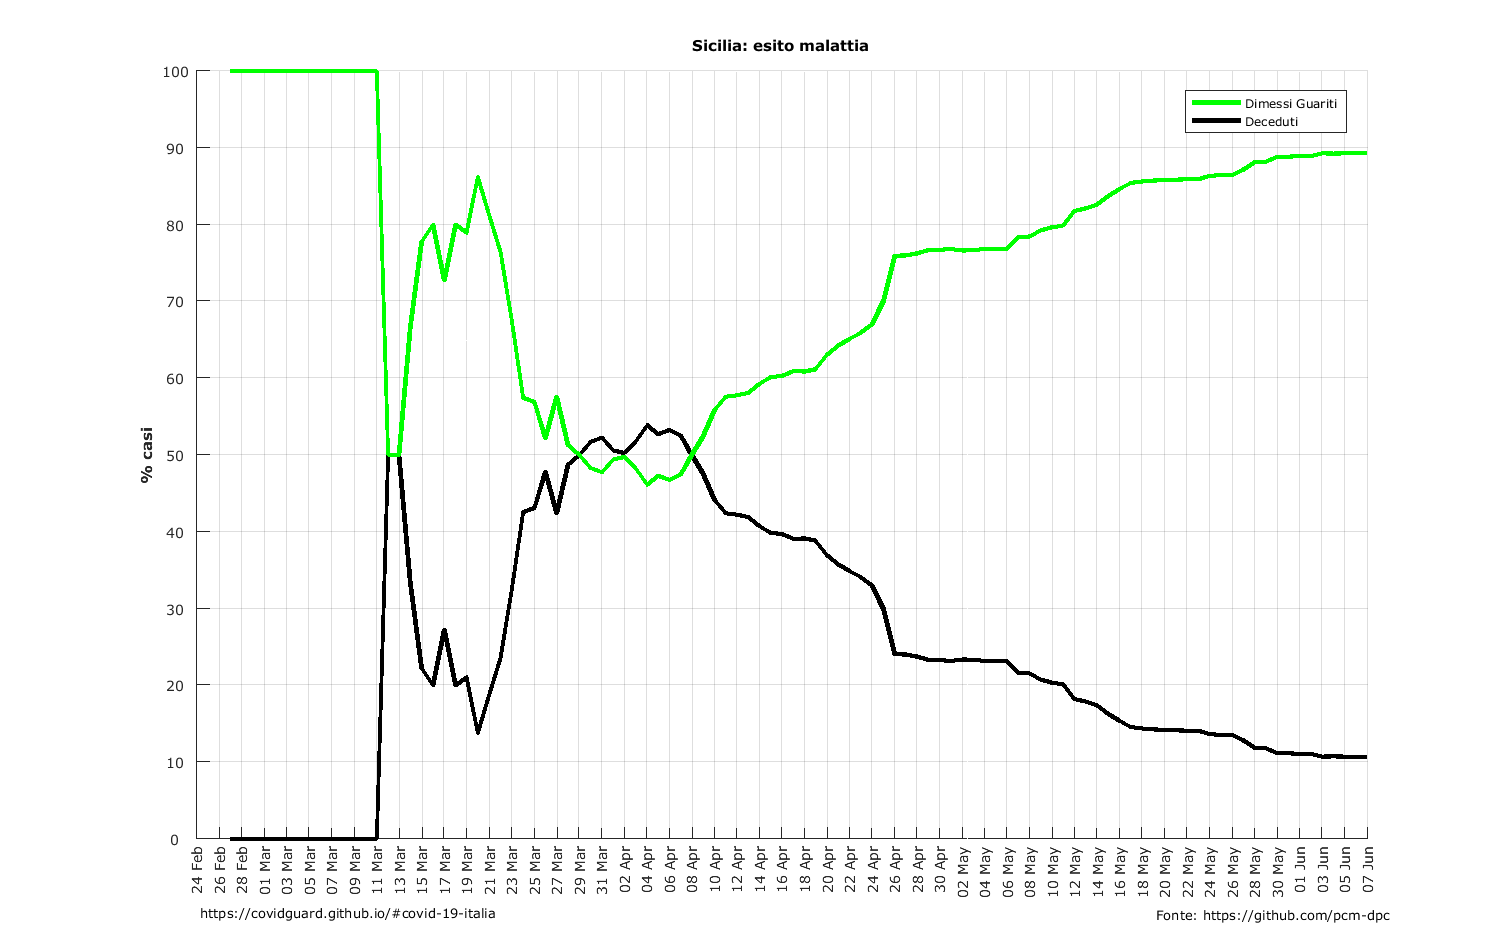 Sicilia: esito malattia
Dimessi Guariti
Deceduti
% casi
100
90
80
70
60
50
40
30
20
10
0
24 Feb
26 Feb
28 Feb
01 Mar
03 Mar
05 Mar
07 Mar
09 Mar
11 Mar
13 Mar
15 Mar
17 Mar
19 Mar
21 Mar
23 Mar
25 Mar
27 Mar
29 Mar
31 Mar
02 Apr
04 Apr
06 Apr
08 Apr
10 Apr
12 Apr
14 Apr
16 Apr
18 Apr
20 Apr
22 Apr
24 Apr
26 Apr
28 Apr
30 Apr
02 May
04 May
06 May
08 May
10 May
12 May
14 May
16 May
18 May
20 May
22 May
24 May
26 May
28 May
30 May
01 Jun
03 Jun
05 Jun
07 Jun
https://covidguard.github.io/#covid-19-italia
Fonte: https://github.com/pcm-dpc